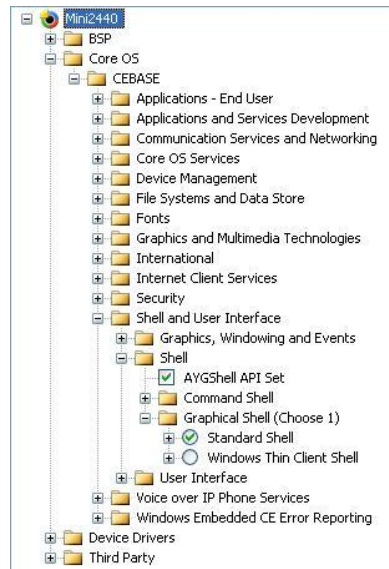 Mini2440
BSP
Core OS
CEBASE
Applications - End User
Applications and Services Development
Communication Services and Networking
Core OS Services
Device Management
File Systems and Data Store
Fonts
Graphics and Multimedia Technologies
International
Internet Client Services
Security
Shell and User Interface
Graphics, Windowing and Events
Shell
AYGShell API Set
Command Shell
Graphical Shell (Choose 1)
Standard Shell
Windows Thin Client Shell
User Interface
Voice over IP Phone Services
Windows Embedded CE Error Reporting
Device Drivers
Third Party